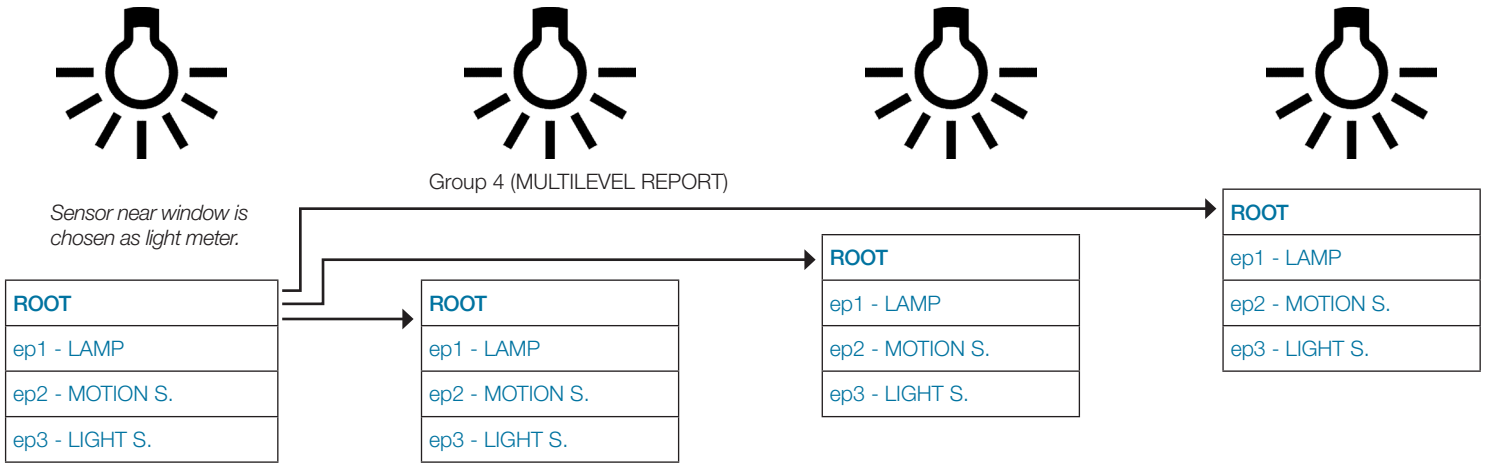 Group 4 (MULTILEVEL REPORT)
Sensor near window is
chosen as light meter.
ROOT
ep1 - LAMP
ep2 - MOTION S.
ep3 - LIGHT S.
ROOT
ep1 - LAMP
ep2 - MOTION S.
ep3 - LIGHT S.
ROOT
ep1 - LAMP
ep2 - MOTION S.
ep3 - LIGHT S.
ROOT
ep1 - LAMP
ep2 - MOTION S.
ep3 - LIGHT S.